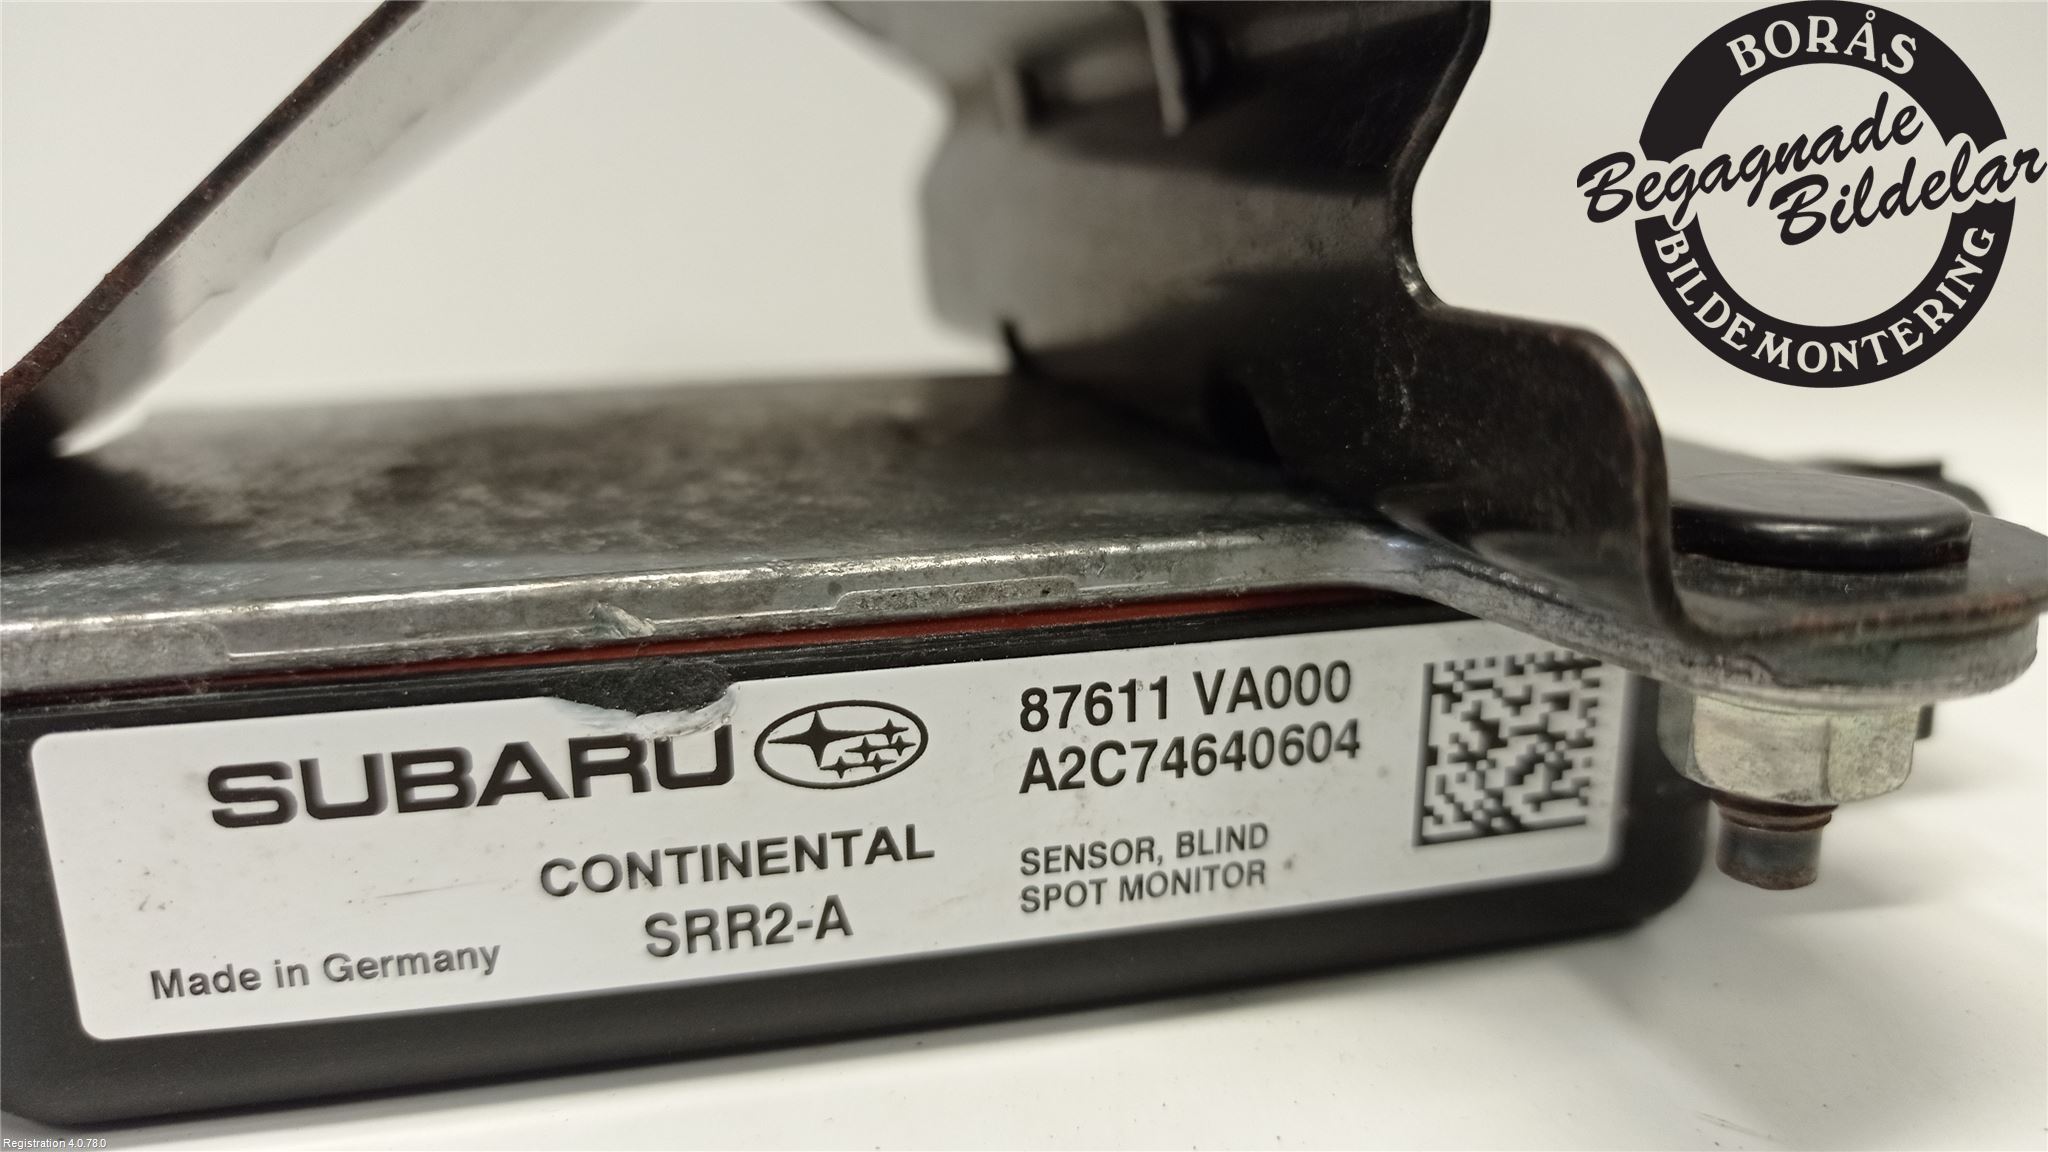 BORÅS
Begagnade
Bildelar
BILDEMONTERING
SUBARU
87611 VA000
A2C74640604
CONTINENTAL
SRR2-A
SENSOR, BLIND
SPOT MONITOR
Made in Germany
Registration 4.0.78.0